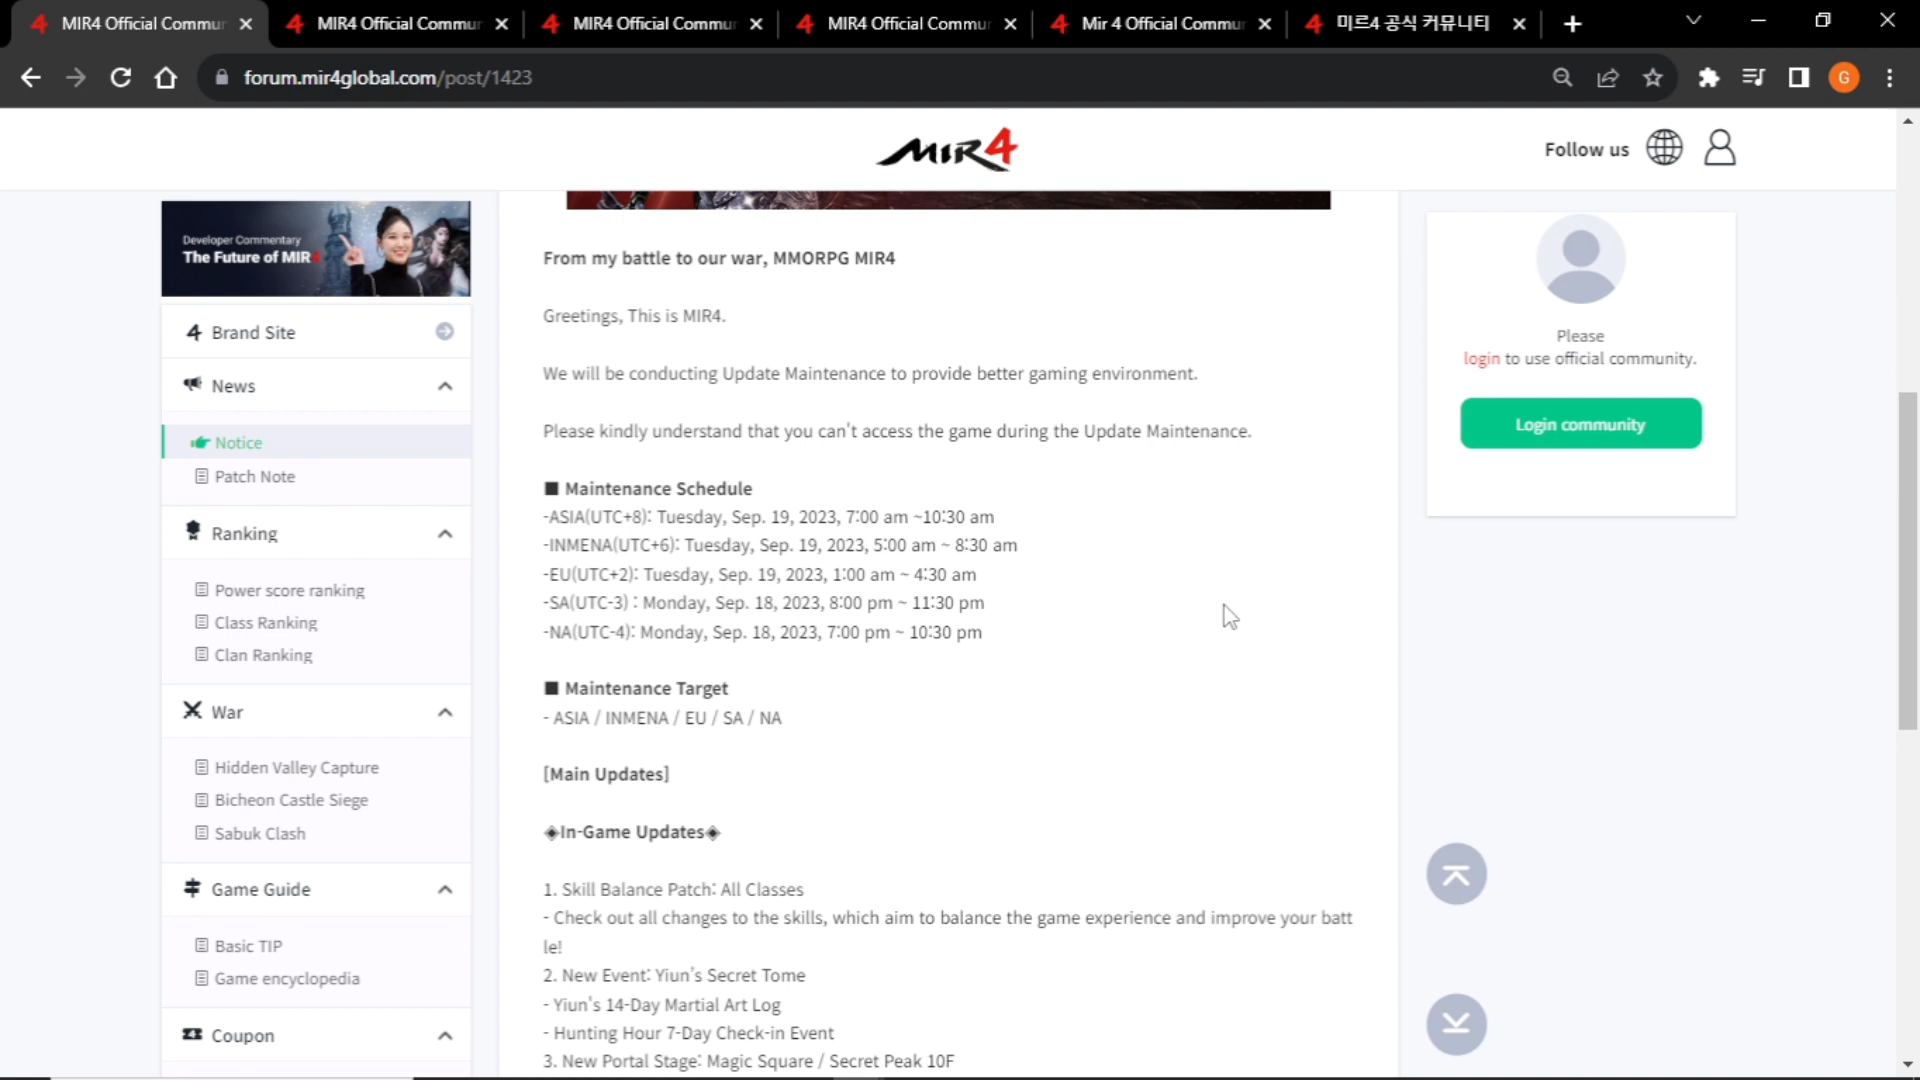 MIR4 Official Commun
MIR4 Official Commun
MIR4 Official Commun
MIR4 Official Commun
Mir 4 Official Commun
미르4 공식 커뮤니티
forum.mir4global.com/post/1423
G
MIR4
Follow us
Developer Commentary
The Future of MIR4
Brand Site
News
Notice
Patch Note
Ranking
Power score ranking
Class Ranking
Clan Ranking
War
Hidden Valley Capture
Bicheon Castle Siege
Sabuk Clash
Game Guide
Basic TIP
Game encyclopedia
Coupon
From my battle to our war, MMORPG MIR4
Greetings, This is MIR4.
We will be conducting Update Maintenance to provide better gaming environment.
Please kindly understand that you can't access the game during the Update Maintenance.
■ Maintenance Schedule
-ASIA(UTC+8): Tuesday, Sep. 19, 2023, 7:00 am ~10:30 am
-INMENA(UTC+6): Tuesday, Sep. 19, 2023, 5:00 am ~ 8:30 am
-EU(UTC+2): Tuesday, Sep. 19, 2023, 1:00 am ~ 4:30 am
-SA(UTC-3) : Monday, Sep. 18, 2023, 8:00 pm ~ 11:30 pm
-NA(UTC-4): Monday, Sep. 18, 2023, 7:00 pm ~ 10:30 pm
■ Maintenance Target
- ASIA / INMENA / EU / SA / NA
[Main Updates]
◈In-Game Updates◈
1. Skill Balance Patch: All Classes
- Check out all changes to the skills, which aim to balance the game experience and improve your batt
le!
2. New Event: Yiun's Secret Tome
- Yiun's 14-Day Martial Art Log
- Hunting Hour 7-Day Check-in Event
3. New Portal Stage: Magic Square / Secret Peak 10F
Please
login to use official community.
Login community